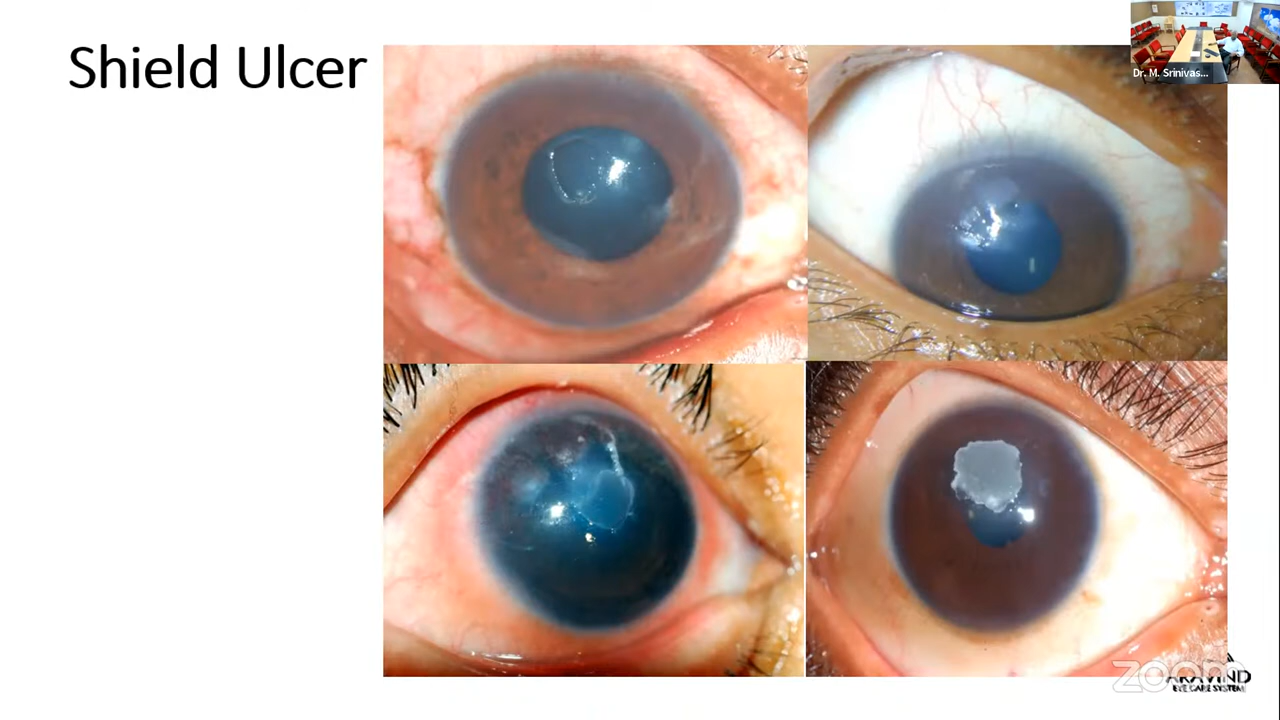 Shield Ulcer
Dr. M. Srinivas...
zoom
ARAVIND
EYE CARE SYSTEM